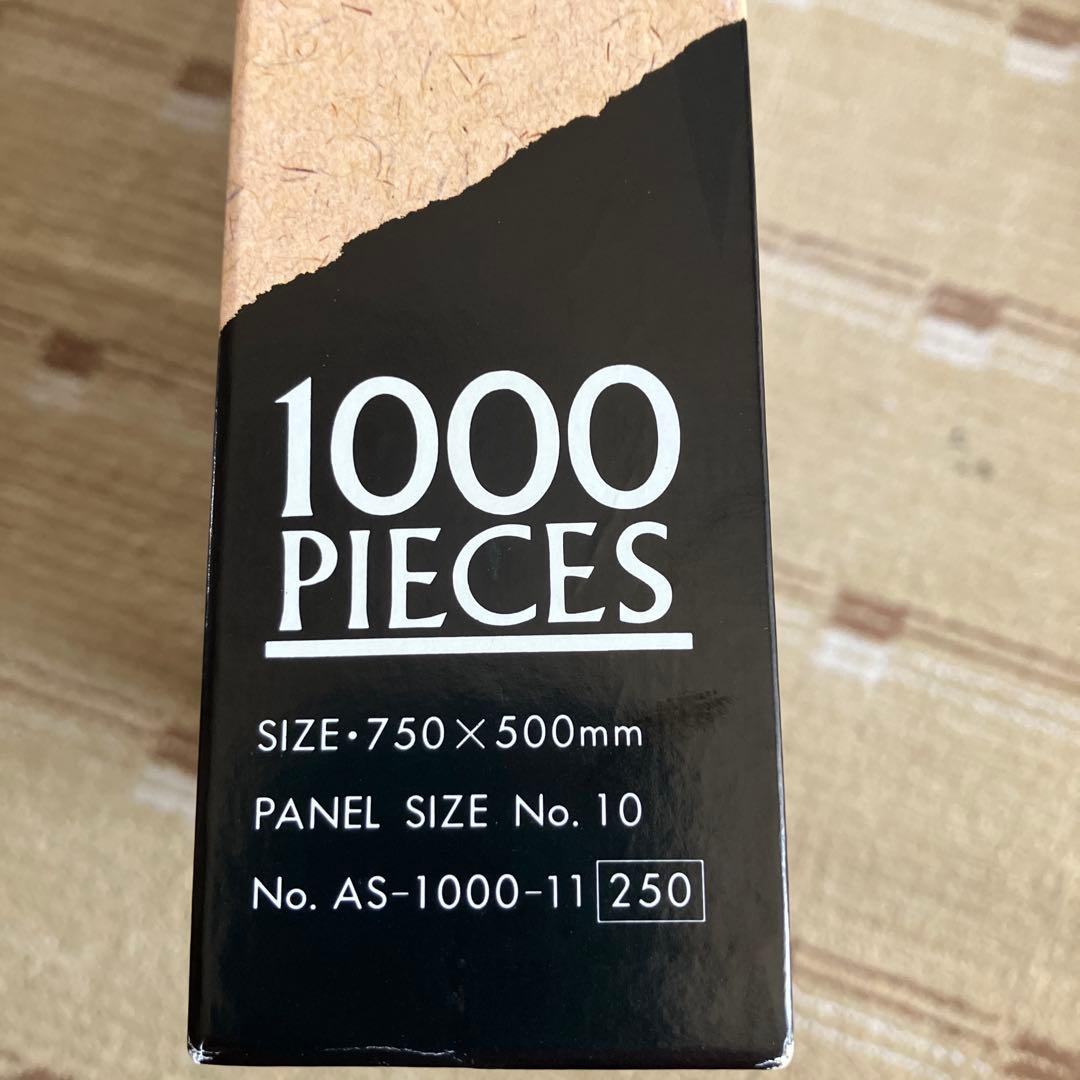 1000
PIECES
SIZE・750×500mm
PANEL SIZE No. 10
No. AS-1000-11 250